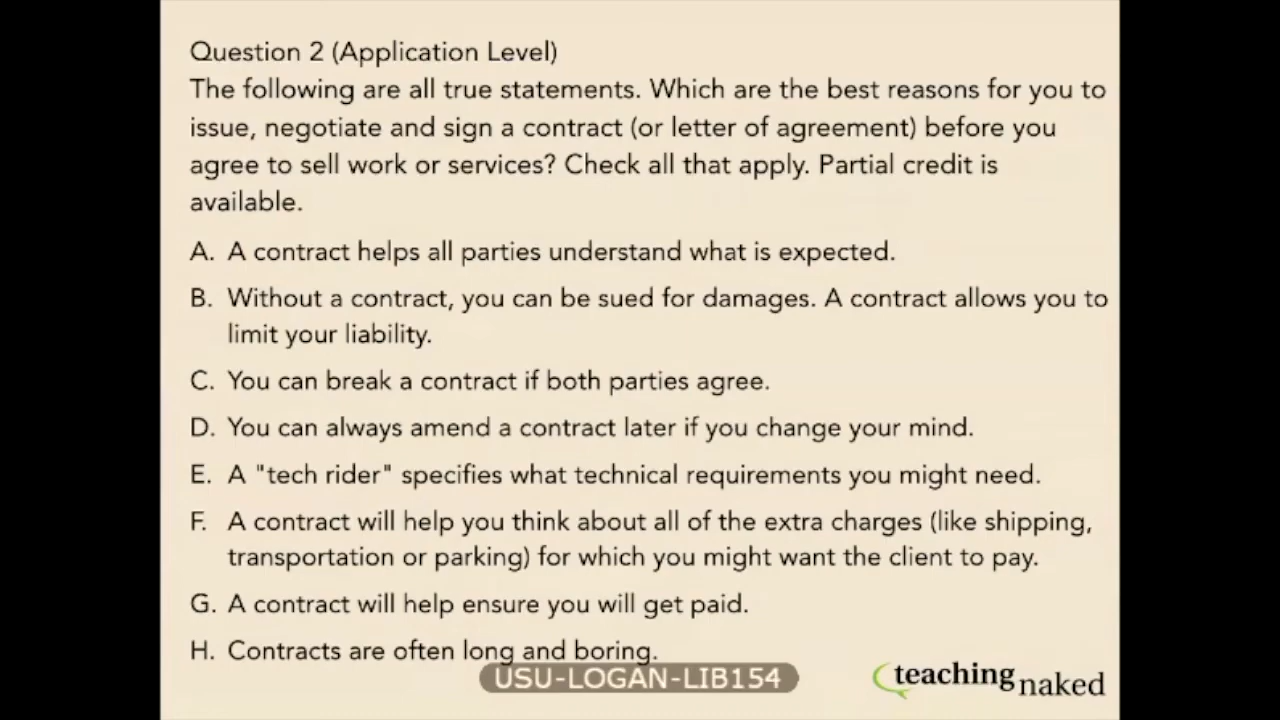 Question 2 (Application Level)
The following are all true statements. Which are the best reasons for you to
issue, negotiate and sign a contract (or letter of agreement) before you
agree to sell work or services? Check all that apply. Partial credit is
available.
A. A contract helps all parties understand what is expected.
B. Without a contract, you can be sued for damages. A contract allows you to
limit your liability.
C. You can break a contract if both parties agree.
D. You can always amend a contract later if you change your mind.
E. A "tech rider" specifies what technical requirements you might need.
F. A contract will help you think about all of the extra charges (like shipping,
transportation or parking) for which you might want the client to pay.
G. A contract will help ensure you will get paid.
H. Contracts are often long and boring.
USU-LOGAN-LIB154
teaching naked